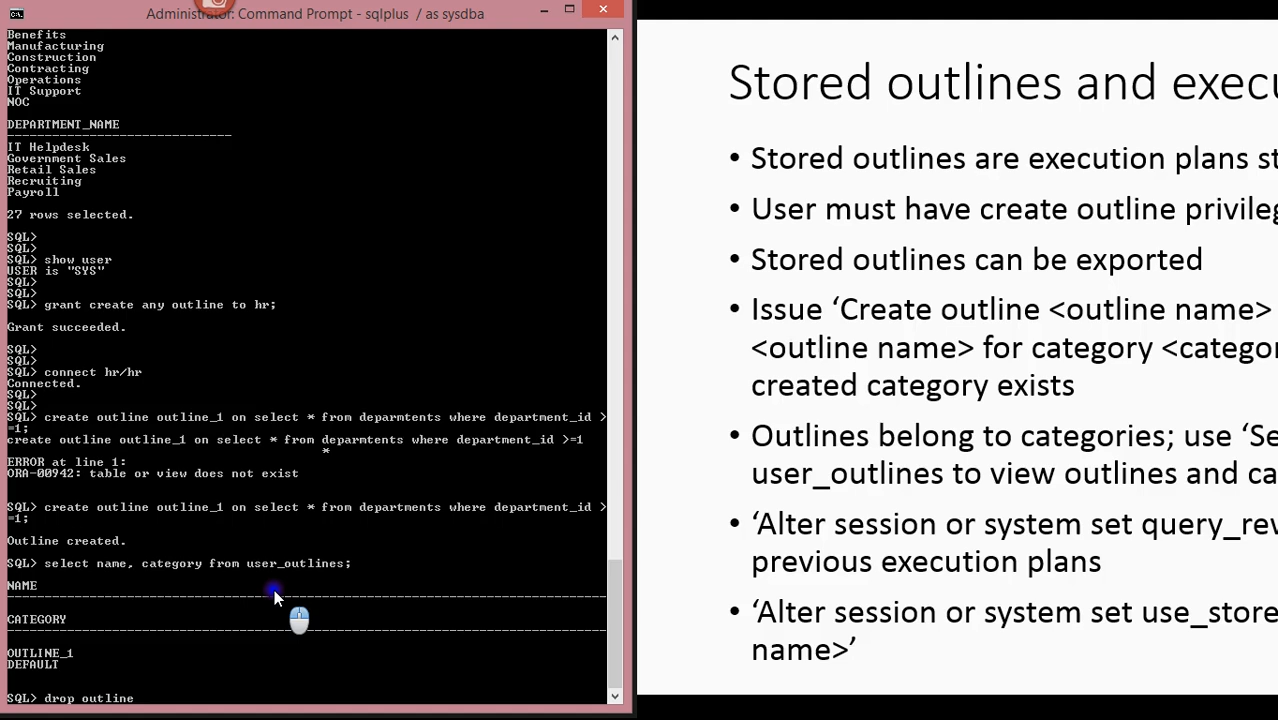 Administrator: Command Prompt - sqlplus / as sysdba
Benefits
Manufacturing
Construction
Contracting
Operations
IT Support
NOC
DEPARTMENT_NAME
------------------------------
IT Helpdesk
Government Sales
Retail Sales
Recruiting
Payroll
27 rows selected.
SQL>
SQL>
SQL> show user
USER is "SYS"
SQL>
SQL>
SQL> grant create any outline to hr;
Grant succeeded.
SQL>
SQL>
SQL> connect hr/hr
Connected.
SQL>
SQL>
SQL> create outline outline_1 on select * from deparmtents where department_id >
=1;
create outline outline_1 on select * from deparmtents where department_id >=1
*
ERROR at line 1:
ORA-00942: table or view does not exist
SQL> create outline outline_1 on select * from departments where department_id >
=1;
Outline created.
SQL> select name, category from user_outlines;
NAME
--------------------------------------------------------------------------------
CATEGORY
--------------------------------------------------------------------------------
OUTLINE_1
DEFAULT
SQL> drop outline
Stored outlines and execu
• Stored outlines are execution plans st
• User must have create outline privileg
• Stored outlines can be exported
• Issue ‘Create outline <outline name>
<outline name> for category <categor
created category exists
• Outlines belong to categories; use ‘Se
user_outlines to view outlines and ca
• ‘Alter session or system set query_rew
previous execution plans
• ‘Alter session or system set use_store
name>’